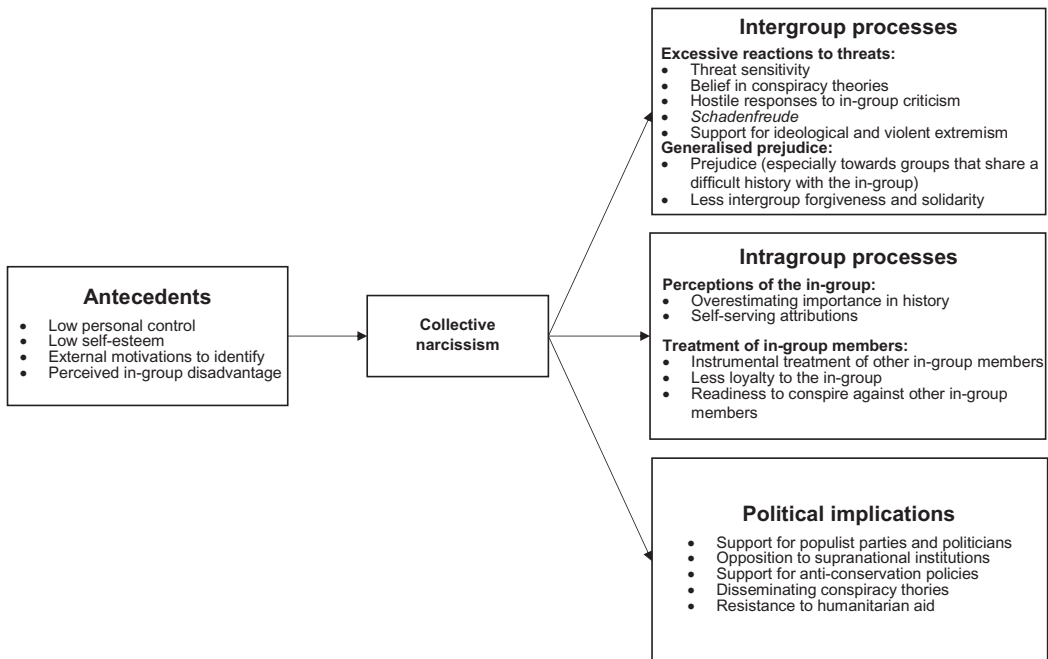 Antecedents
• Low personal control
• Low self-esteem
• External motivations to identify
• Perceived in-group disadvantage
Collective
narcissism
Intergroup processes
Excessive reactions to threats:
• Threat sensitivity
• Belief in conspiracy theories
• Hostile responses to in-group criticism
• Schadenfreude
• Support for ideological and violent extremism
Generalised prejudice:
• Prejudice (especially towards groups that share a
difficult history with the in-group)
• Less intergroup forgiveness and solidarity
Intragroup processes
Perceptions of the in-group:
• Overestimating importance in history
• Self-serving attributions
Treatment of in-group members:
• Instrumental treatment of other in-group members
• Less loyalty to the in-group
• Readiness to conspire against other in-group
members
Political implications
• Support for populist parties and politicians
• Opposition to supranational institutions
• Support for anti-conservation policies
• Disseminating conspiracy thories
• Resistance to humanitarian aid